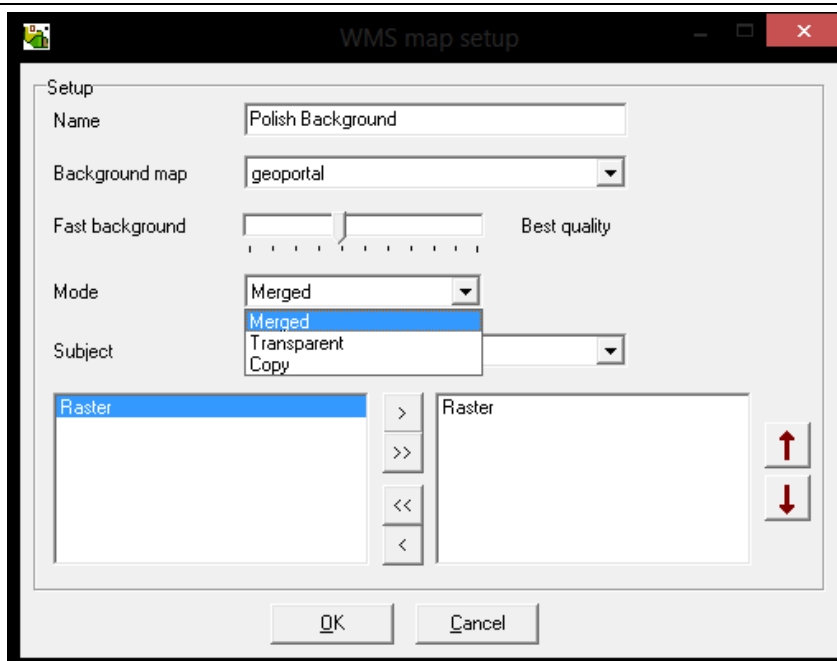 WMS map setup
Setup
Name Polish Background
Background map geoportal
Fast background Best quality
Mode Merged
Merged
Transparent
Copy
Subject
Raster > Raster
>>
<<
<
OK Cancel